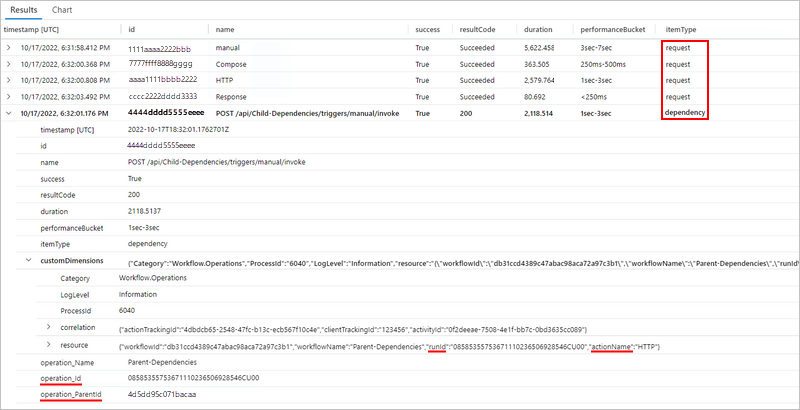 Results Chart
timestamp [UTC] id name success resultCode duration performanceBucket itemType
10/17/2022, 6:31:58.412 PM 1111aaaa2222bbb manual True Succeeded 5,622.458 3sec-7sec request
10/17/2022, 6:32:00.368 PM 7777ffff8888gggg Compose True Succeeded 363.505 250ms-500ms request
10/17/2022, 6:32:00.808 PM aaaa1111bbbb2222 HTTP True Succeeded 2,579.764 1sec-3sec request
10/17/2022, 6:32:03.492 PM cccc2222dddd3333 Response True Succeeded 80.692 <250ms request
10/17/2022, 6:32:01.176 PM 4444dddd5555eeee POST /api/Child-Dependencies/triggers/manual/invoke True 200 2,118.514 1sec-3sec dependency
timestamp [UTC] 2022-10-17T18:32:01.1762701Z
id 4444dddd5555eeee
name POST /api/Child-Dependencies/triggers/manual/invoke
success True
resultCode 200
duration 2118.5137
performanceBucket 1sec-3sec
itemType dependency
customDimensions {"Category":"Workflow.Operations","ProcessId":"6040","LogLevel":"Information","resource":"{\"workflowId\":\"db31ccd4389c47abac98aca72a97c3b1\",\"workflowName\":\"Parent-Dependencies\",\"runId
Category Workflow.Operations
LogLevel Information
ProcessId 6040
correlation {"actionTrackingId":"4dbdcb65-2548-47fc-b13c-ecb567f10c4e","clientTrackingId":"123456","activityId":"0f2deeae-7508-4e1f-bb7c-0bd3635cc089"}
resource {"workflowId":"db31ccd4389c47abac98aca72a97c3b1","workflowName":"Parent-Dependencies","runId":"08585355753671110236506928546CU00","actionName":"HTTP"}
operation_Name Parent-Dependencies
operation_Id 08585355753671110236506928546CU00
operation_ParentId 4d5dd95c071bacaa